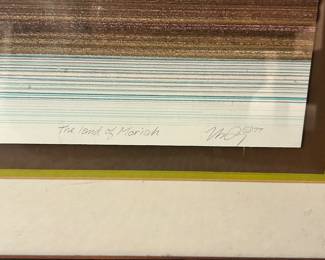 The land of Moriah